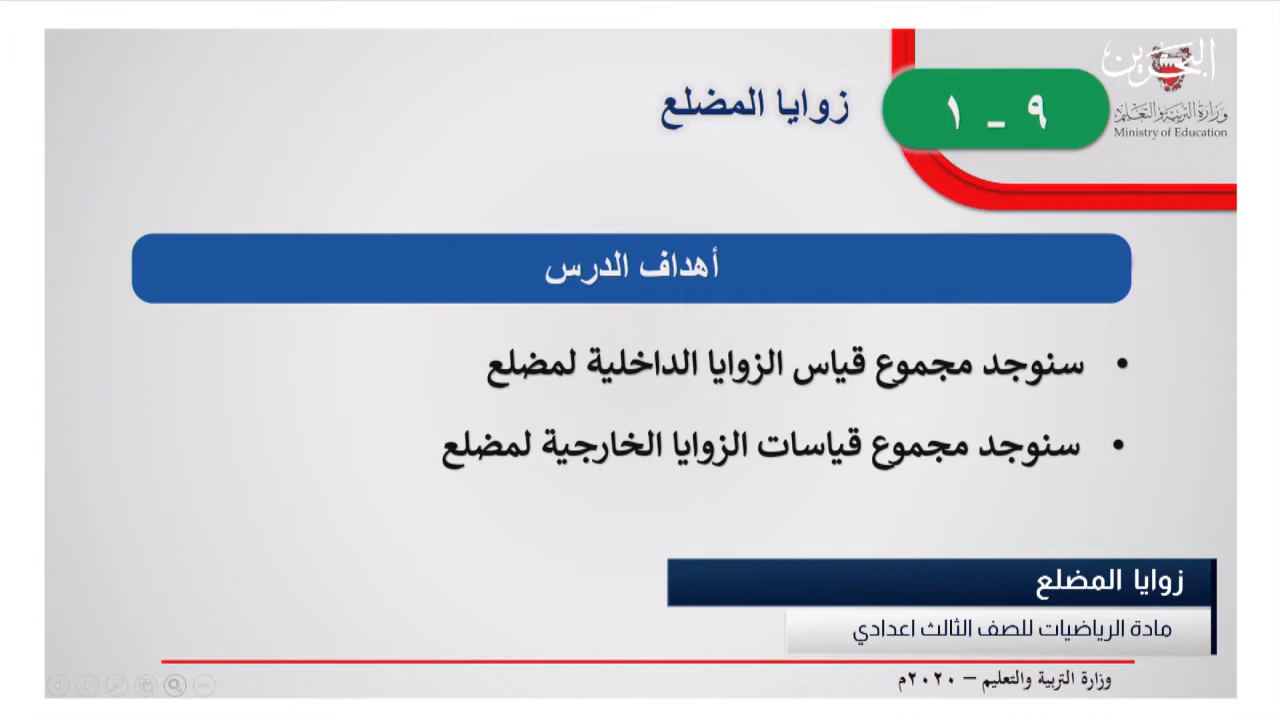 البحرين
وزارة التربية والتعليم
Ministry of Education
٩ - ١
زوايا المضلع
أهداف الدرس
• سنوجد مجموع قياس الزوايا الداخلية لمضلع
• سنوجد مجموع قياسات الزوايا الخارجية لمضلع
زوايا المضلع
مادة الرياضيات للصف الثالث اعدادي
وزارة التربية والتعليم – ٢٠٢٠م